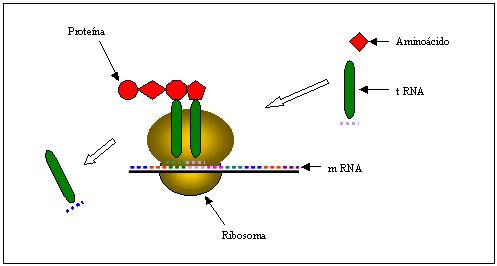 Proteína
Aminoácido
t RNA
m RNA
Ribosoma